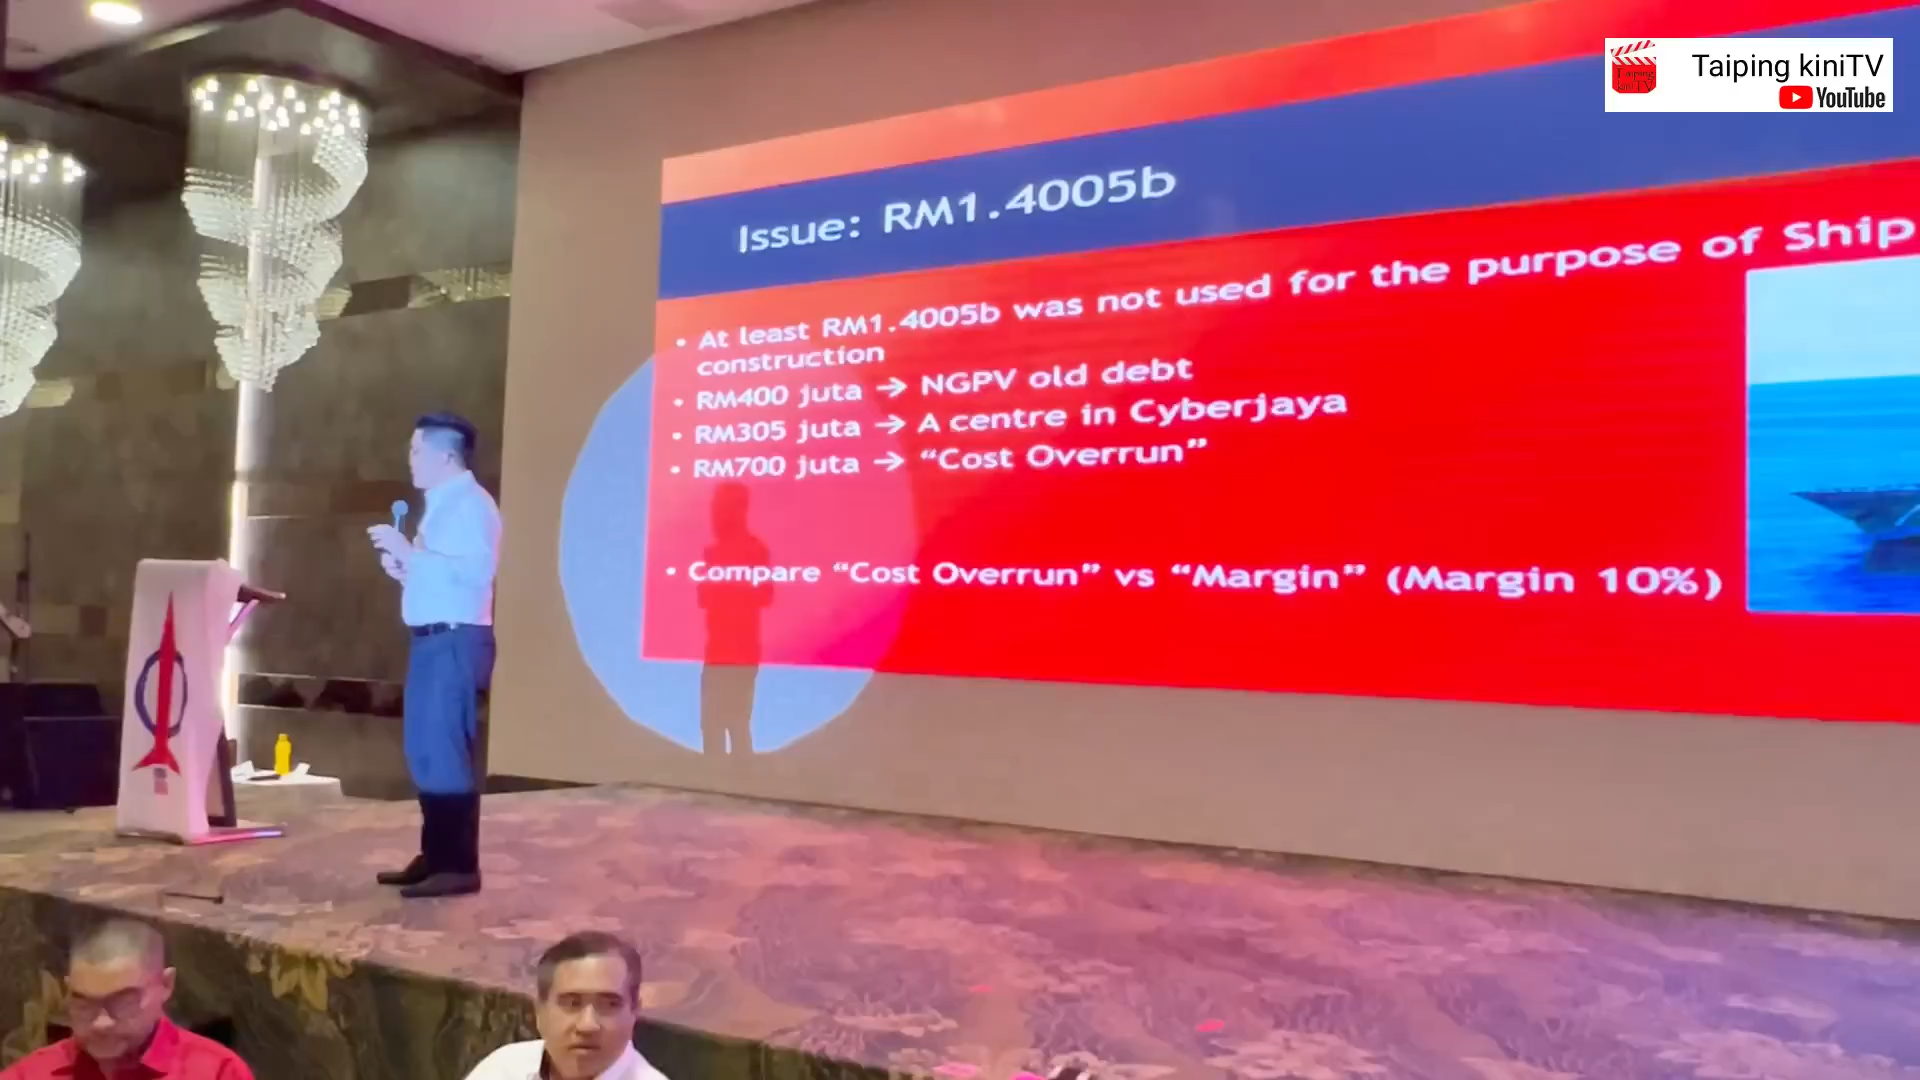 Taiping kiniTV
YouTube
Taiping
kiniTV
Issue: RM1.4005b
• At least RM1.4005b was not used for the purpose of Ship
construction
• RM400 juta → NGPV old debt
• RM305 juta → A centre in Cyberjaya
• RM700 juta → “Cost Overrun”
• Compare “Cost Overrun” vs “Margin” (Margin 10%)